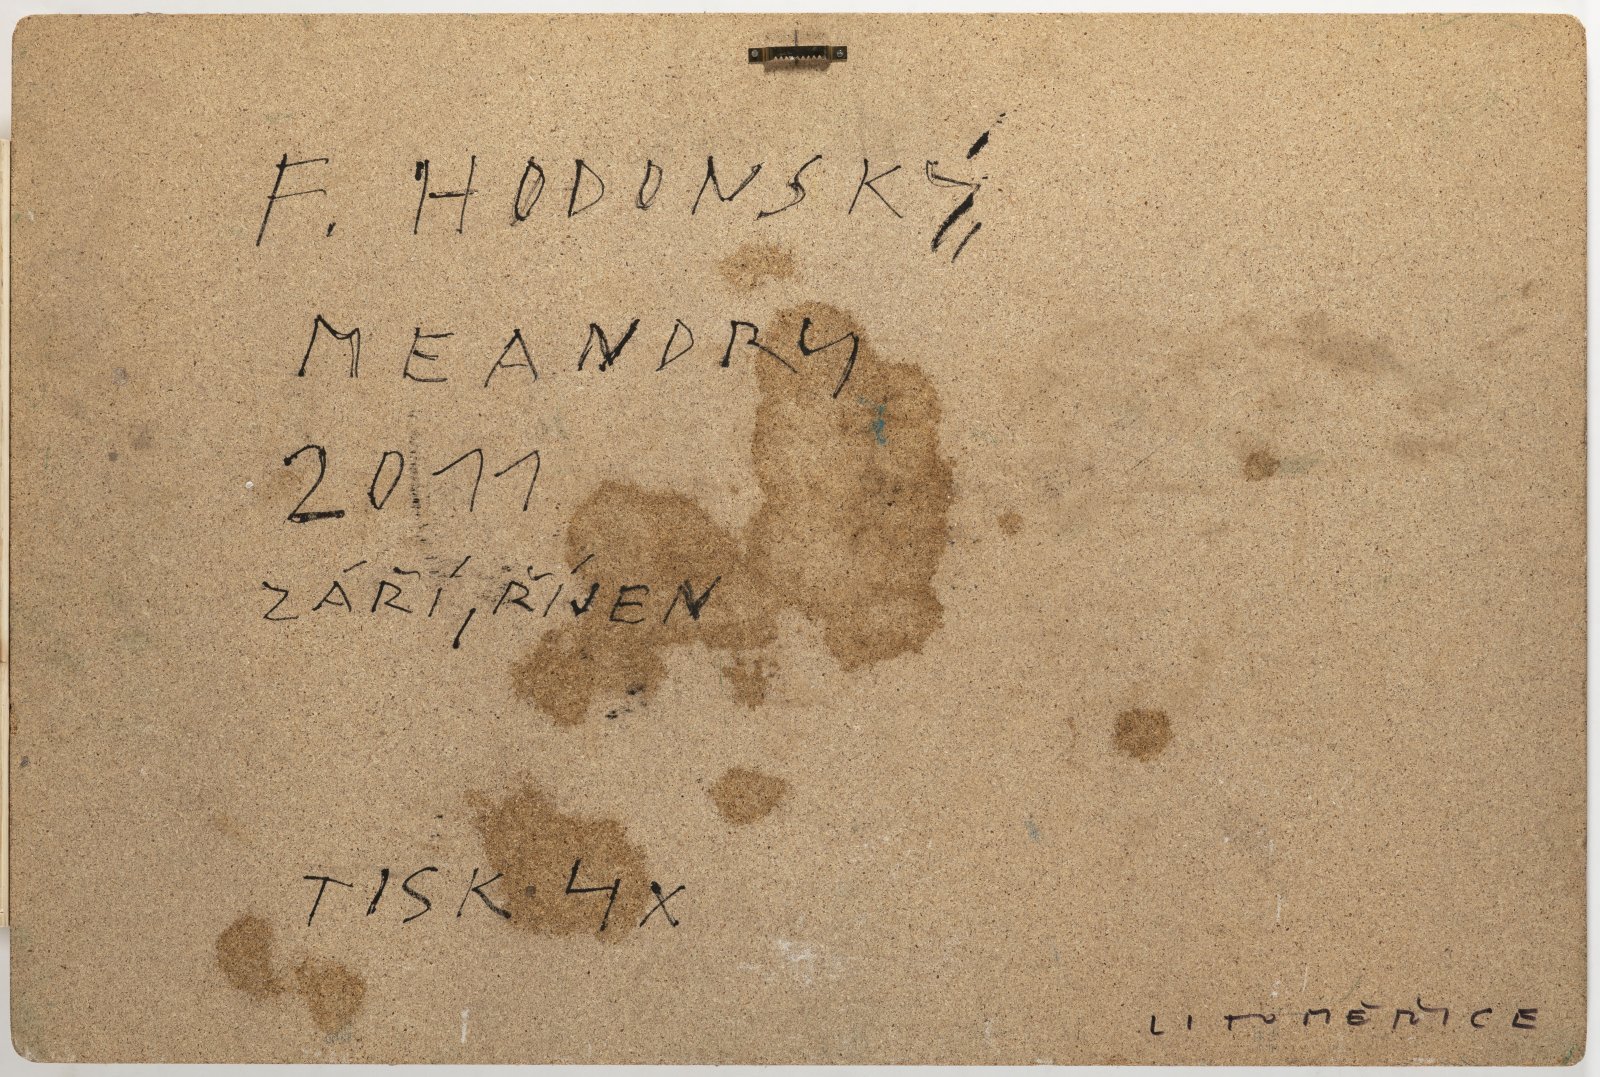 F. HODONSKÝ
MEANDRY
2011
ZÁŘÍ, ŘÍJEN
TISK 4x
LITOMĚŘICE